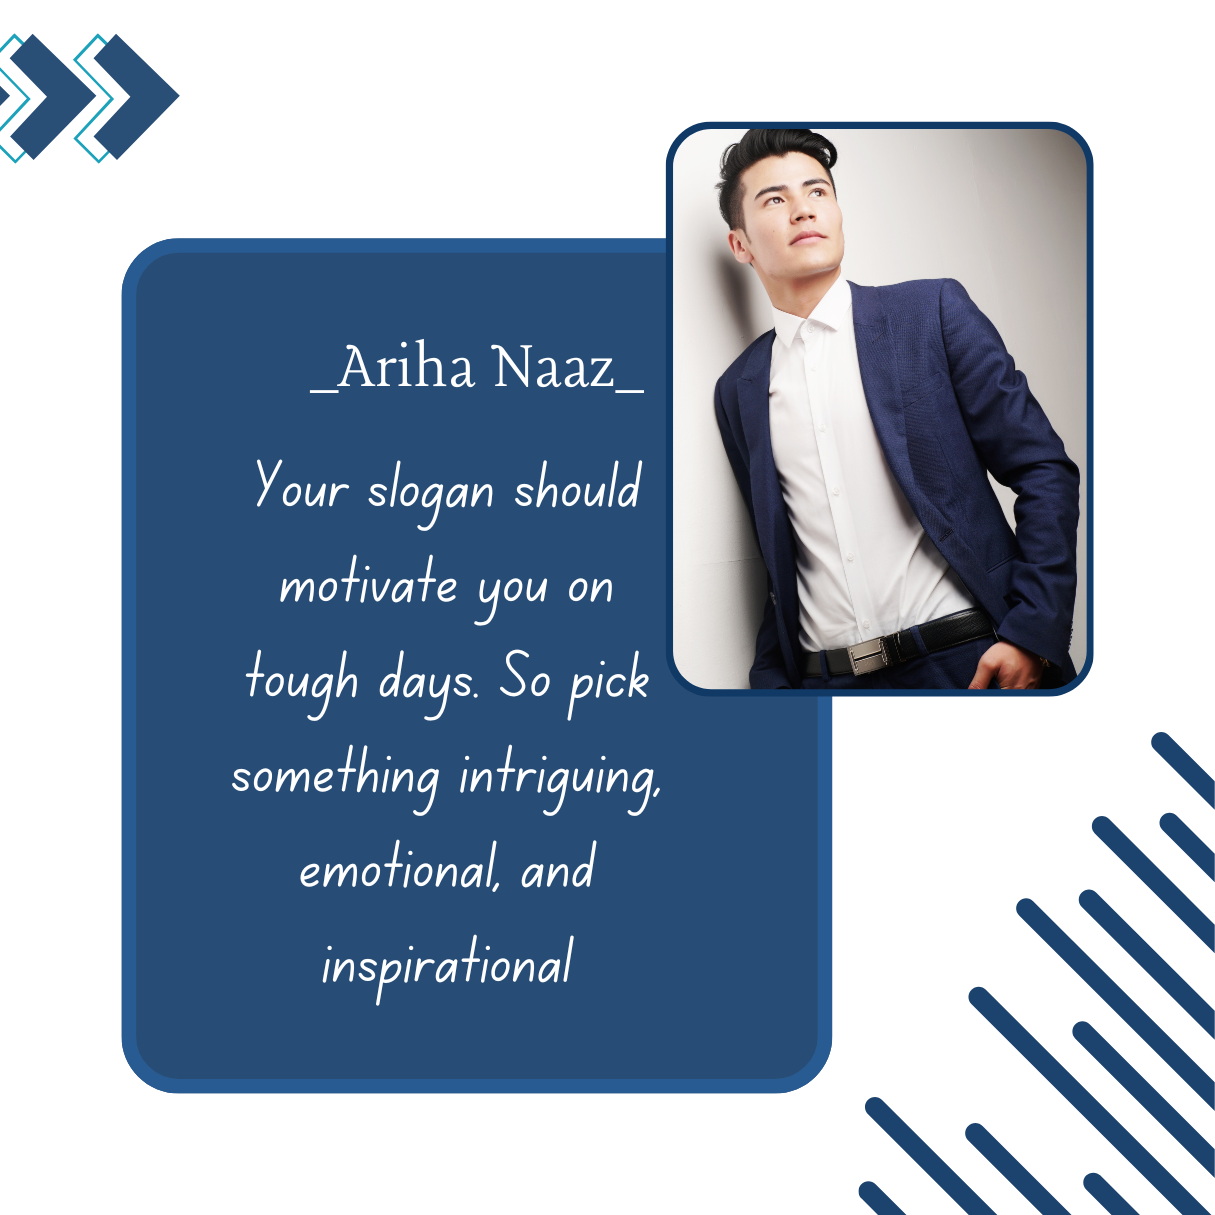 _Ariha Naaz_
Your slogan should
motivate you on
tough days. So pick
something intriguing,
emotional, and
inspirational